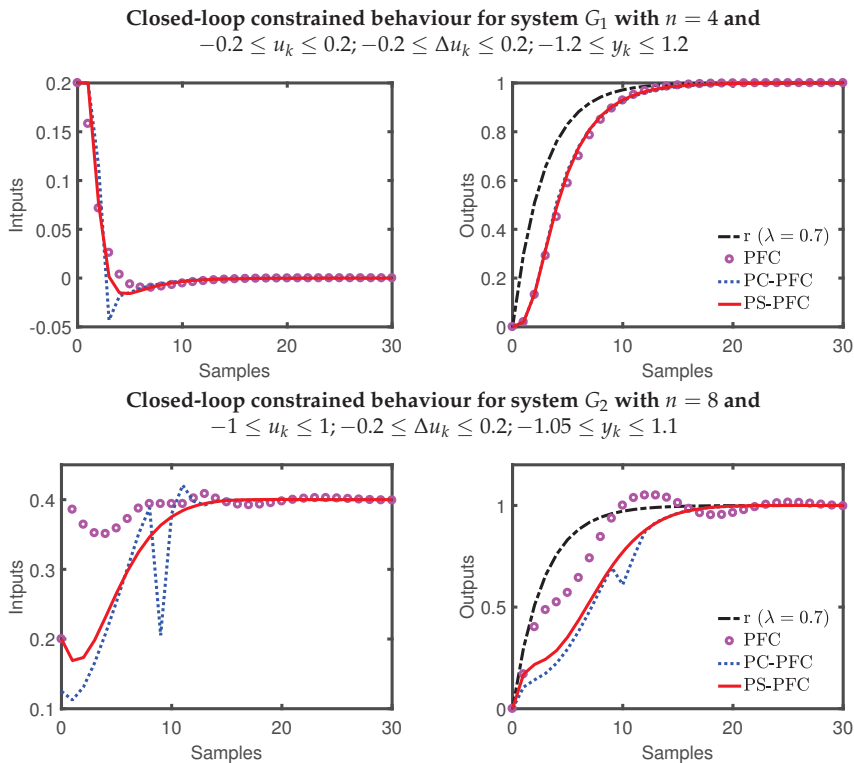 Closed-loop constrained behaviour for system G₁ with n = 4 and
−0.2 ≤ uₖ ≤ 0.2; −0.2 ≤ Δuₖ ≤ 0.2; −1.2 ≤ yₖ ≤ 1.2
0.2
0.15
0.1
0.05
0
-0.05
Intputs
0 10 20 30
Samples
1
0.8
0.6
0.4
0.2
0
Outputs
r (λ = 0.7)
PFC
PC-PFC
PS-PFC
0 10 20 30
Samples
Closed-loop constrained behaviour for system G₂ with n = 8 and
−1 ≤ uₖ ≤ 1; −0.2 ≤ Δuₖ ≤ 0.2; −1.05 ≤ yₖ ≤ 1.1
0.4
0.3
0.2
0.1
Intputs
0 10 20 30
Samples
1
0.5
0
Outputs
r (λ = 0.7)
PFC
PC-PFC
PS-PFC
0 10 20 30
Samples